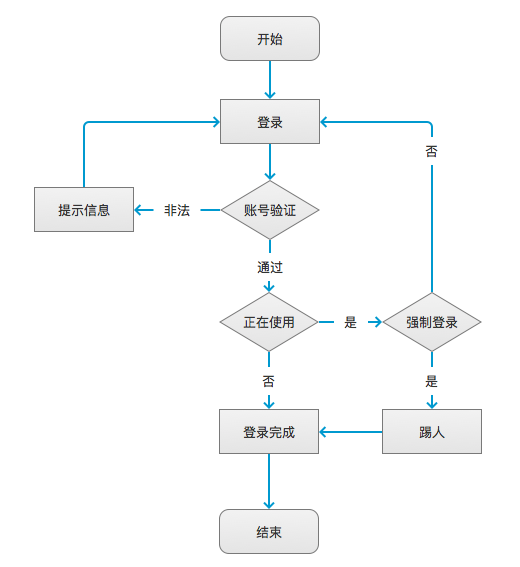 开始
登录
否
提示信息
非法
账号验证
通过
正在使用
是
强制登录
否
是
登录完成
踢人
结束